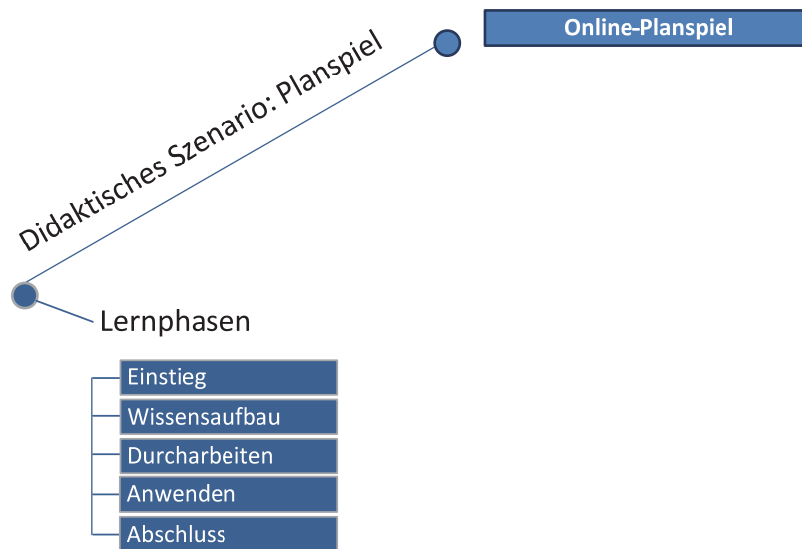 Online-Planspiel
Didaktisches Szenario: Planspiel
Lernphasen
Einstieg
Wissensaufbau
Durcharbeiten
Anwenden
Abschluss